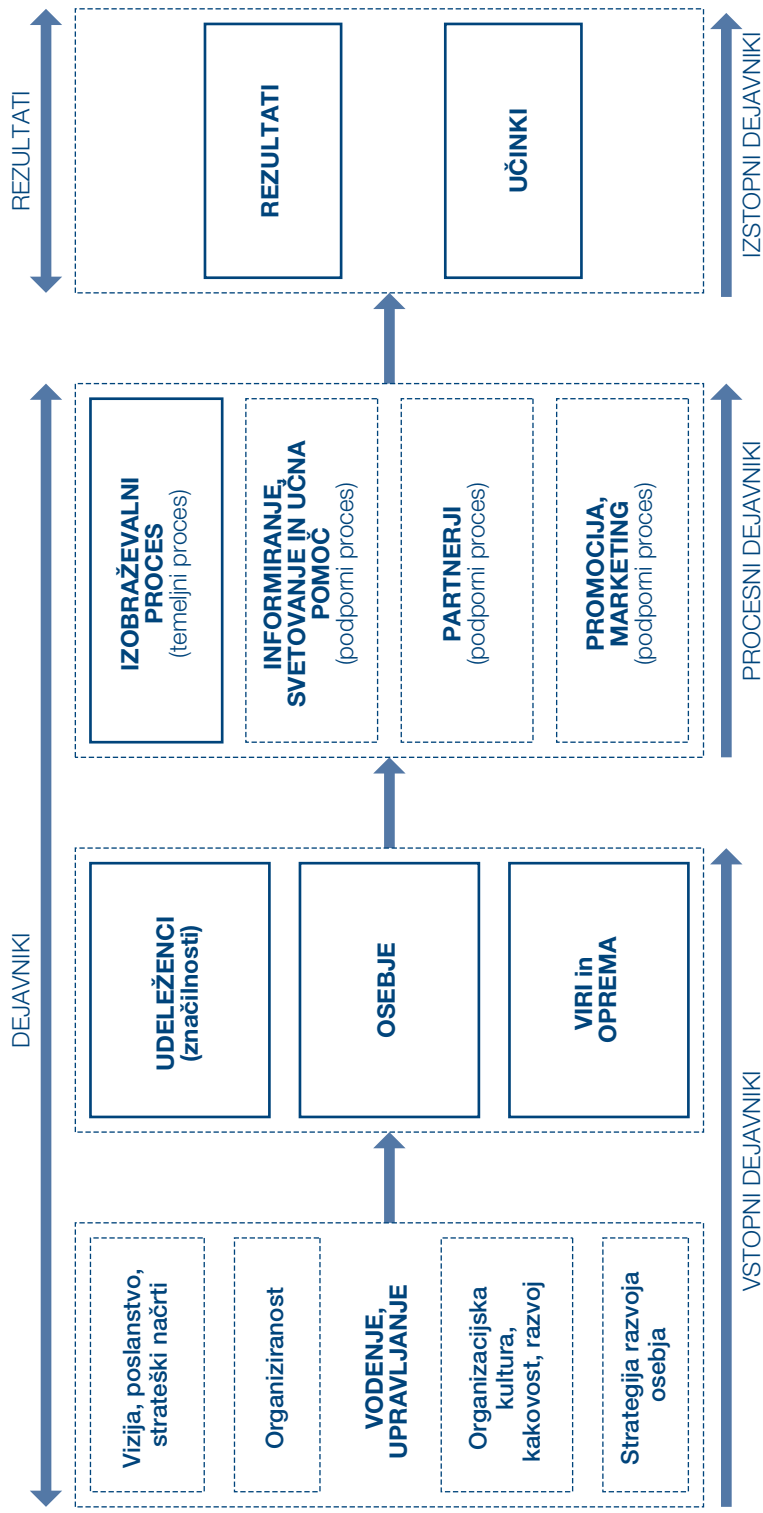 DEJAVNIKI
REZULTATI
Vizija, poslanstvo,
strateški načrti
Organiziranost
VODENJE,
UPRAVLJANJE
Organizacijska
kultura,
kakovost, razvoj
Strategija razvoja
osebja
UDELEŽENCI
(značilnosti)
OSEBJE
VIRI in
OPREMA
IZOBRAŽEVALNI
PROCES
(temeljni proces)
INFORMIRANJE,
SVETOVANJE IN UČNA
POMOČ
(podporni proces)
PARTNERJI
(podporni proces)
PROMOCIJA,
MARKETING
(podporni proces)
REZULTATI
UČINKI
VSTOPNI DEJAVNIKI
PROCESNI DEJAVNIKI
IZSTOPNI DEJAVNIKI